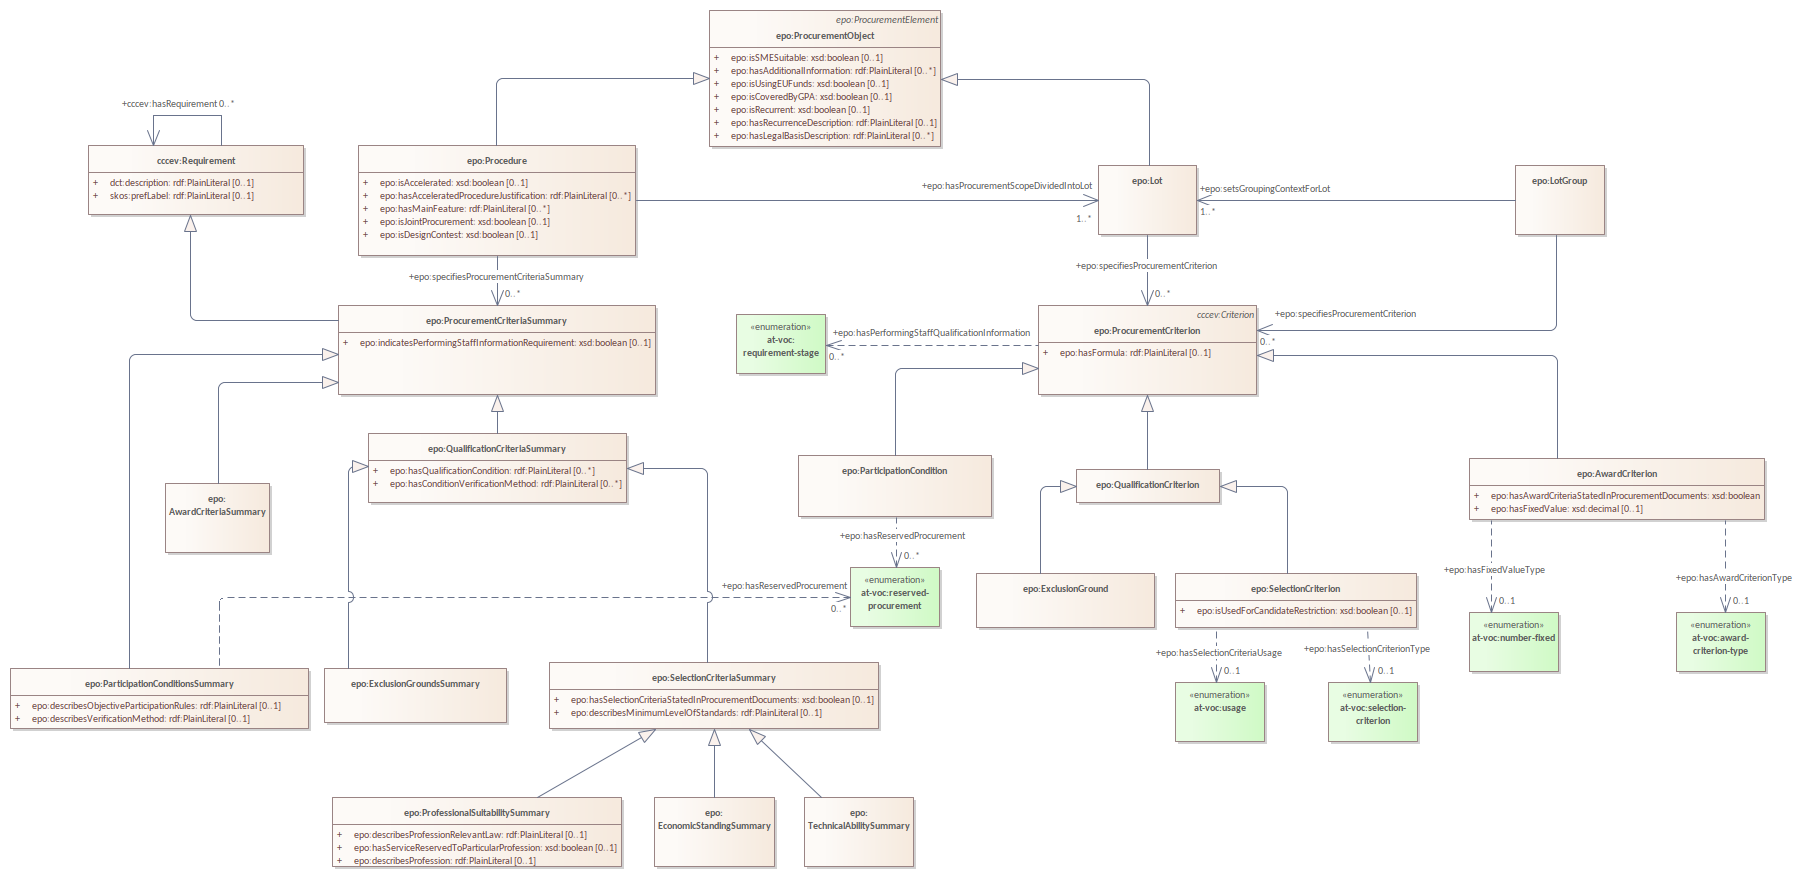 epo:ProcurementElement
epo:ProcurementObject
+ epo:isSMESuitable: xsd:boolean [0..1]
+ epo:hasAdditionalInformation: rdf:PlainLiteral [0..*]
+ epo:isUsingEUFunds: xsd:boolean [0..1]
+ epo:isCoveredByGPA: xsd:boolean [0..1]
+ epo:isRecurrent: xsd:boolean [0..1]
+ epo:hasRecurrenceDescription: rdf:PlainLiteral [0..1]
+ epo:hasLegalBasisDescription: rdf:PlainLiteral [0..*]
+cccev:hasRequirement 0..*
cccev:Requirement
+ dct:description: rdf:PlainLiteral [0..1]
+ skos:prefLabel: rdf:PlainLiteral [0..1]
epo:Procedure
+ epo:isAccelerated: xsd:boolean [0..1]
+ epo:hasAcceleratedProcedureJustification: rdf:PlainLiteral [0..*]
+ epo:hasMainFeature: rdf:PlainLiteral [0..*]
+ epo:isJointProcurement: xsd:boolean [0..1]
+ epo:isDesignContest: xsd:boolean [0..1]
+epo:hasProcurementScopeDividedIntoLot
1..*
epo:Lot
+epo:setsGroupingContextForLot
1..*
epo:LotGroup
+epo:specifiesProcurementCriteriaSummary
0..*
+epo:specifiesProcurementCriterion
0..*
epo:ProcurementCriteriaSummary
+ epo:indicatesPerformingStaffInformationRequirement: xsd:boolean [0..1]
«enumeration»
at-voc:
requirement-stage
+epo:hasPerformingStaffQualificationInformation
0..*
cccev:Criterion
epo:ProcurementCriterion
+ epo:hasFormula: rdf:PlainLiteral [0..1]
+epo:specifiesProcurementCriterion
0..*
epo:QualificationCriteriaSummary
+ epo:hasQualificationCondition: rdf:PlainLiteral [0..*]
+ epo:hasConditionVerificationMethod: rdf:PlainLiteral [0..*]
epo:
AwardCriteriaSummary
epo:ParticipationCondition
epo:QualificationCriterion
epo:AwardCriterion
+ epo:hasAwardCriteriaStatedInProcurementDocuments: xsd:boolean
+ epo:hasFixedValue: xsd:decimal [0..1]
+epo:hasReservedProcurement
0..*
+epo:hasReservedProcurement
0..*
«enumeration»
at-voc:reserved-
procurement
epo:ExclusionGround
epo:SelectionCriterion
+ epo:isUsedForCandidateRestriction: xsd:boolean [0..1]
+epo:hasFixedValueType
0..1
+epo:hasAwardCriterionType
0..1
«enumeration»
at-voc:number-fixed
«enumeration»
at-voc:award-
criterion-type
+epo:hasSelectionCriteriaUsage
0..1
+epo:hasSelectionCriterionType
0..1
«enumeration»
at-voc:usage
«enumeration»
at-voc:selection-
criterion
epo:ParticipationConditionsSummary
+ epo:describesObjectiveParticipationRules: rdf:PlainLiteral [0..1]
+ epo:describesVerificationMethod: rdf:PlainLiteral [0..1]
epo:ExclusionGroundsSummary
epo:SelectionCriteriaSummary
+ epo:hasSelectionCriteriaStatedInProcurementDocuments: xsd:boolean [0..1]
+ epo:describesMinimumLevelOfStandards: rdf:PlainLiteral [0..1]
epo:ProfessionalSuitabilitySummary
+ epo:describesProfessionRelevantLaw: rdf:PlainLiteral [0..1]
+ epo:hasServiceReservedToParticularProfession: xsd:boolean [0..1]
+ epo:describesProfession: rdf:PlainLiteral [0..1]
epo:
EconomicStandingSummary
epo:
TechnicalAbilitySummary